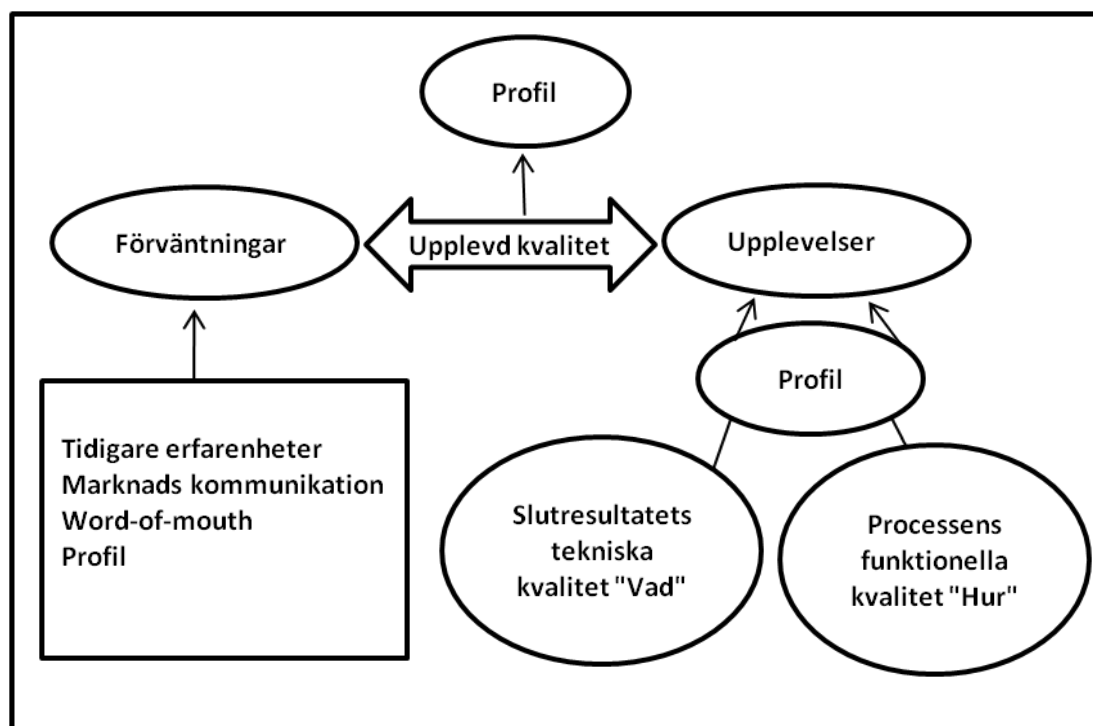 Profil
Förväntningar
Upplevd kvalitet
Upplevelser
Profil
Tidigare erfarenheter
Marknads kommunikation
Word-of-mouth
Profil
Slutresultatets
tekniska
kvalitet "Vad"
Processens
funktionella
kvalitet "Hur"